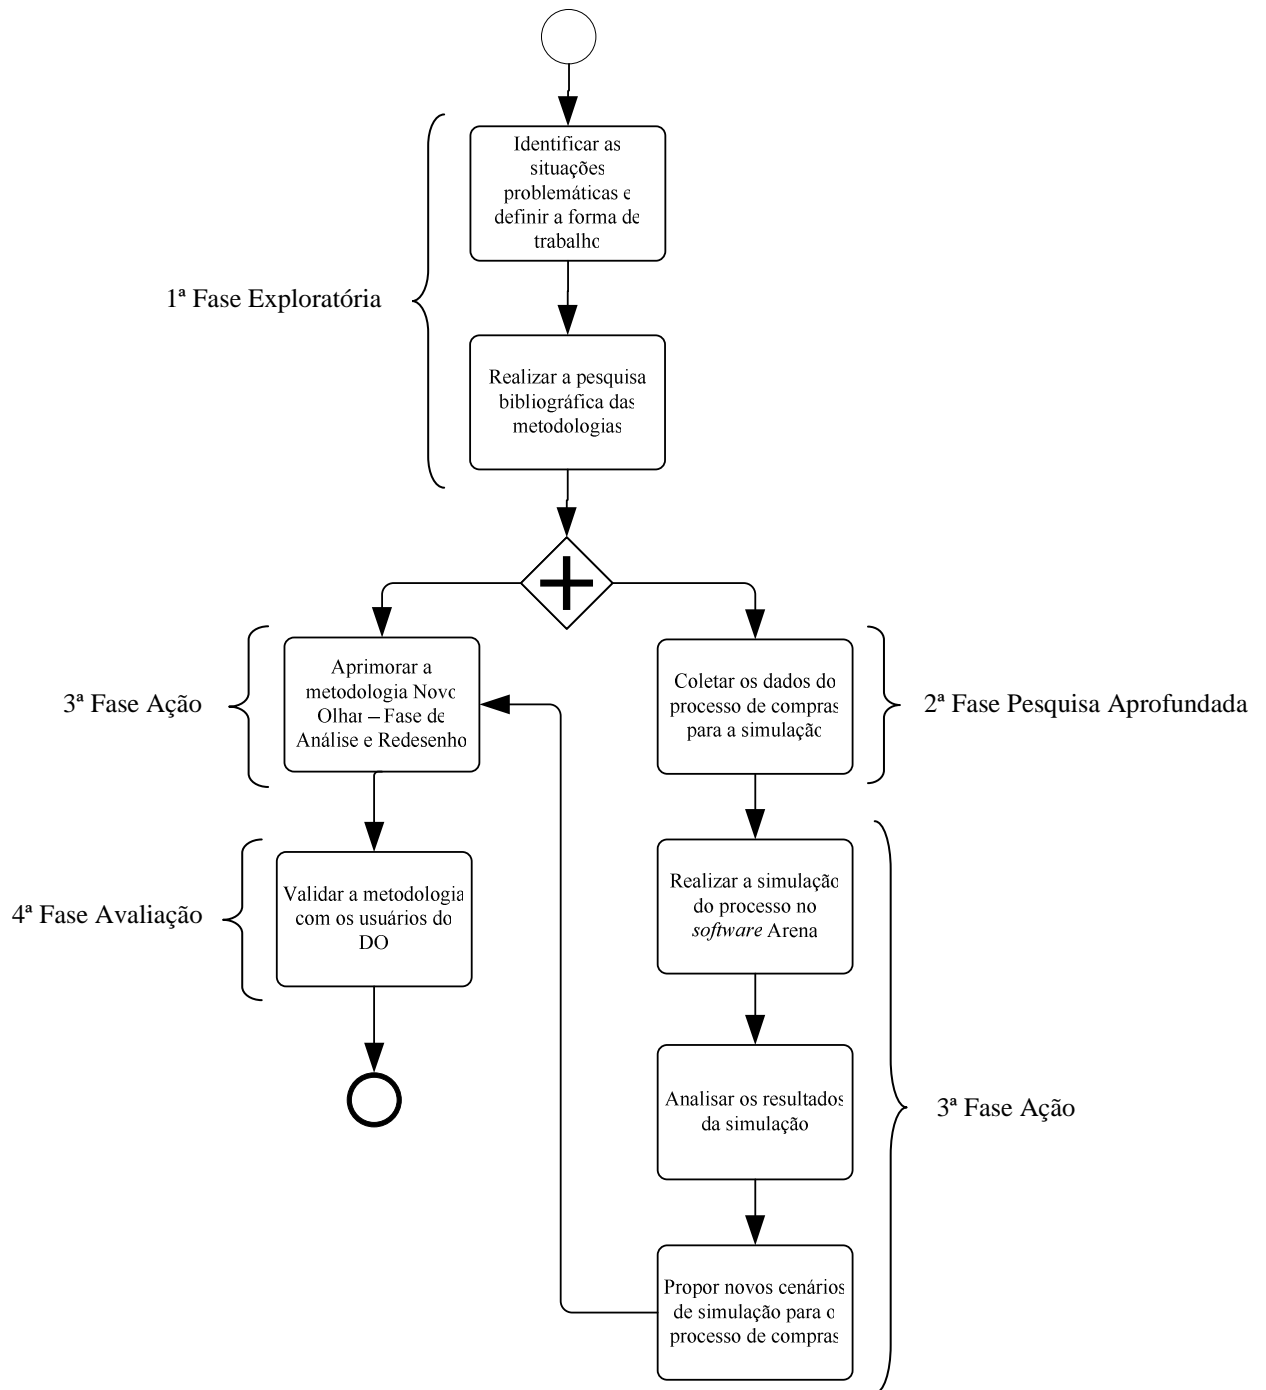 Identificar as
situações
problemáticas e
definir a forma de
trabalho
1ª Fase Exploratória
Realizar a pesquisa
bibliográfica das
metodologias
Aprimorar a
metodologia Novo
Olhar – Fase de
Análise e Redesenho
3ª Fase Ação
Coletar os dados do
processo de compras
para a simulação
2ª Fase Pesquisa Aprofundada
Validar a metodologia
com os usuários do
DO
4ª Fase Avaliação
Realizar a simulação
do processo no
software Arena
Analisar os resultados
da simulação
3ª Fase Ação
Propor novos cenários
de simulação para o
processo de compras